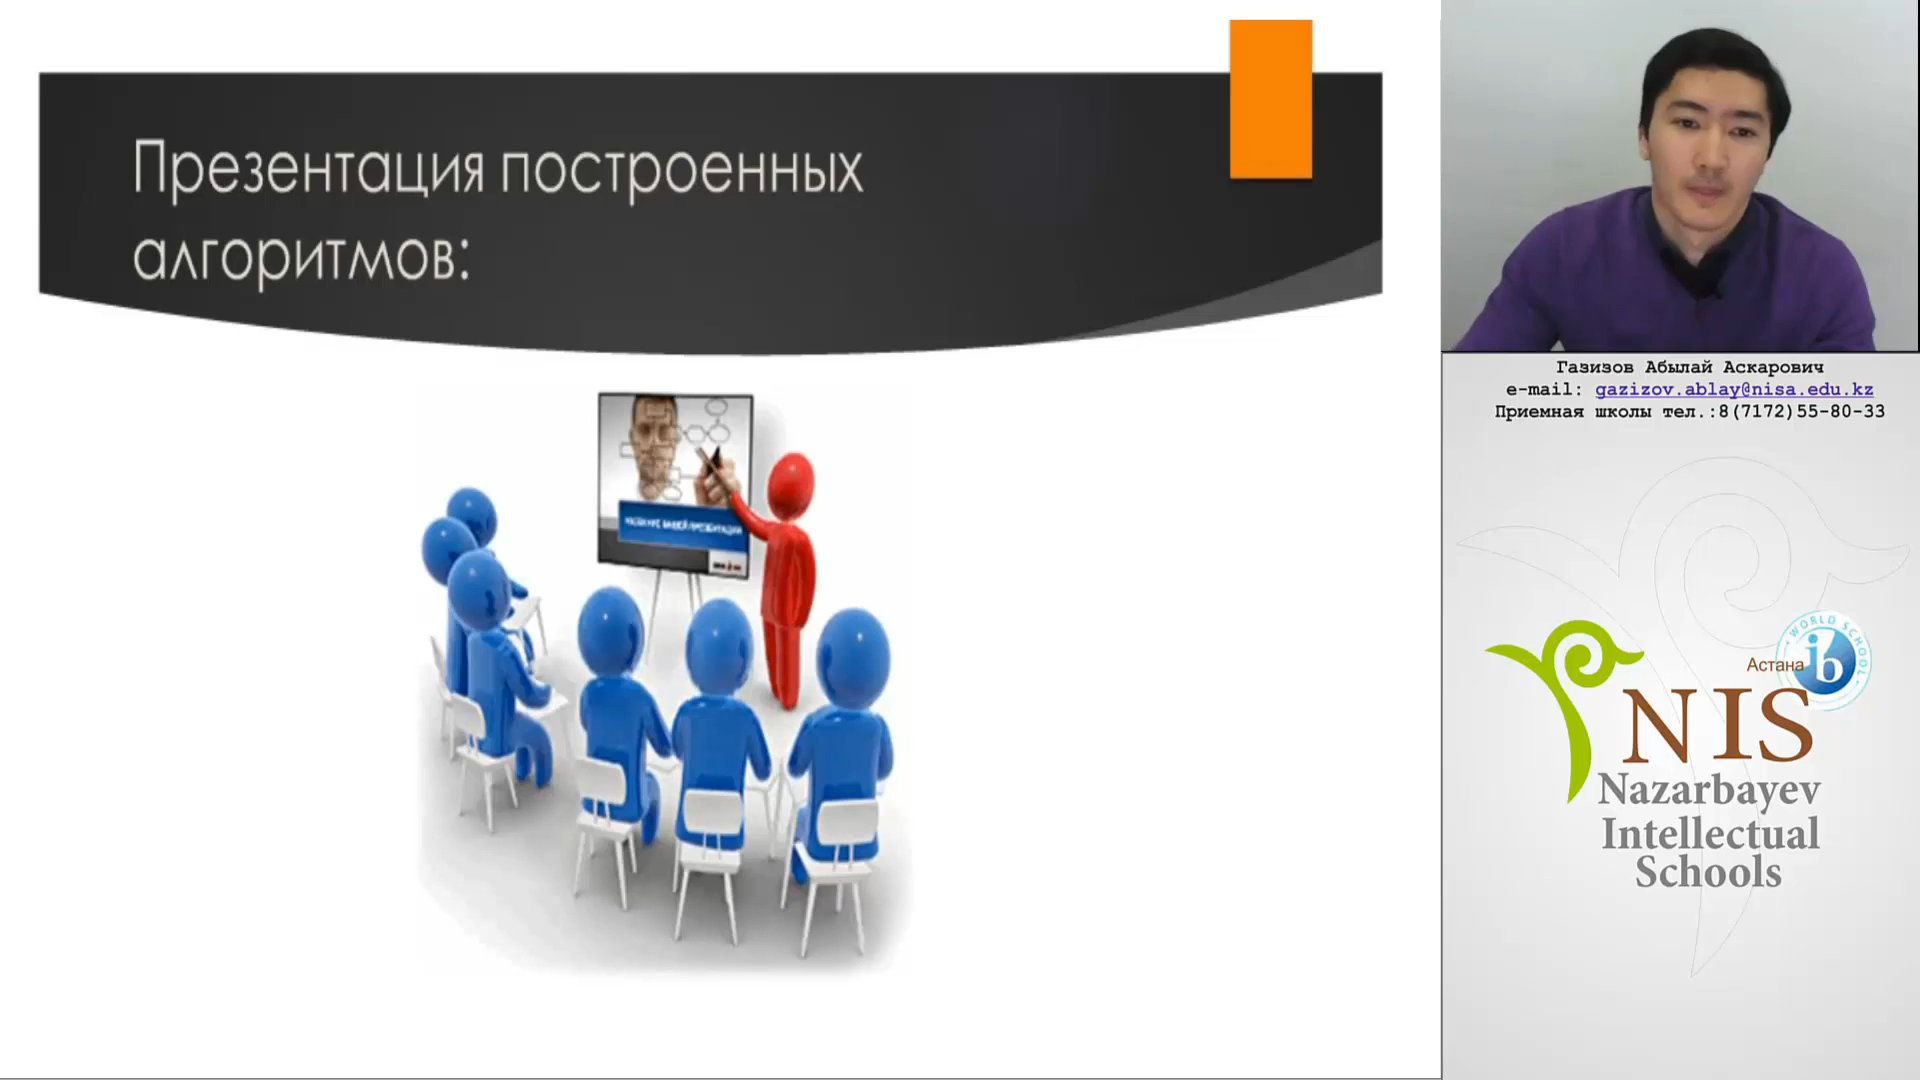 Презентация построенных
алгоритмов:
Газизов Абылай Аскарович
e-mail: gazizov.ablay@nisa.edu.kz
Приемная школы тел.:8(7172)55-80-33
WORLD SCHOOL
ib
Астана
NIS
Nazarbayev
Intellectual
Schools